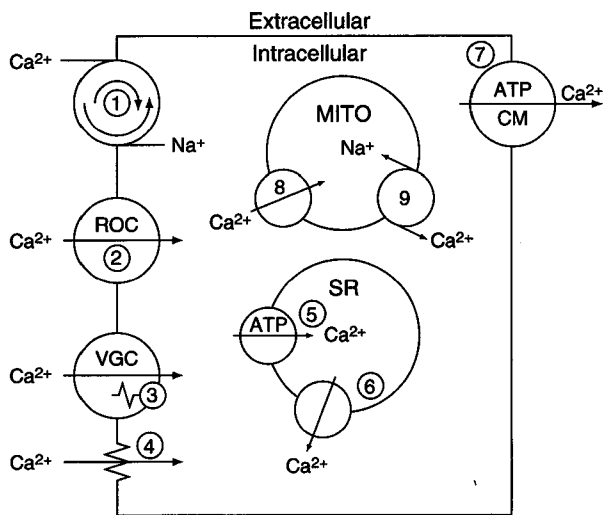 Extracellular
Intracellular
Ca²⁺
1
Na⁺
7
ATP
CM
Ca²⁺
MITO
Na⁺
8
9
Ca²⁺
Ca²⁺
ROC
Ca²⁺
2
SR
ATP
5
Ca²⁺
VGC
Ca²⁺
3
6
4
Ca²⁺
Ca²⁺